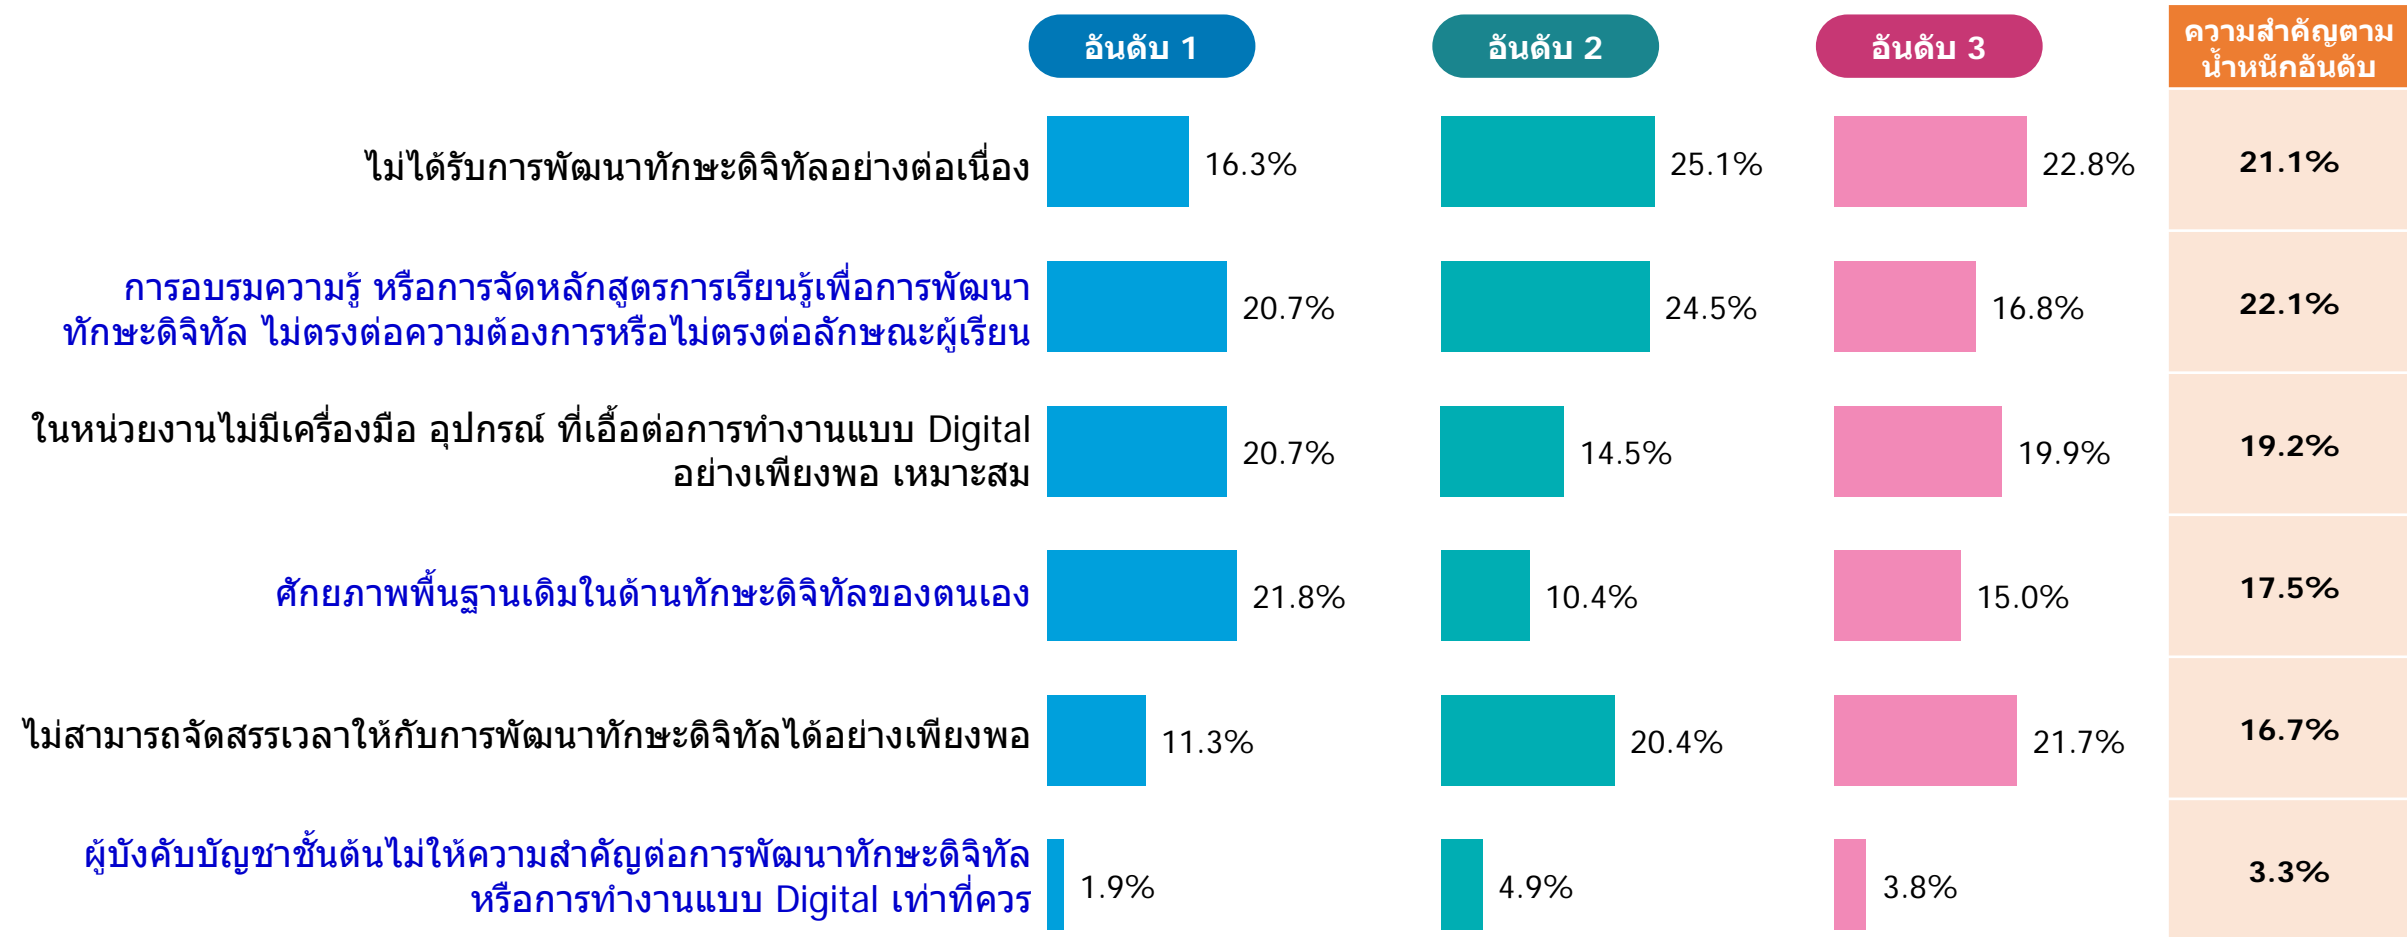 อันดับ 1
อันดับ 2
อันดับ 3
ความสำคัญตาม
น้ำหนักอันดับ
ไม่ได้รับการพัฒนาทักษะดิจิทัลอย่างต่อเนื่อง
16.3%
25.1%
22.8%
21.1%
การอบรมความรู้ หรือการจัดหลักสูตรการเรียนรู้เพื่อการพัฒนา
ทักษะดิจิทัล ไม่ตรงต่อความต้องการหรือไม่ตรงต่อลักษณะผู้เรียน
20.7%
24.5%
16.8%
22.1%
ในหน่วยงานไม่มีเครื่องมือ อุปกรณ์ ที่เอื้อต่อการทำงานแบบ Digital
อย่างเพียงพอ เหมาะสม
20.7%
14.5%
19.9%
19.2%
ศักยภาพพื้นฐานเดิมในด้านทักษะดิจิทัลของตนเอง
21.8%
10.4%
15.0%
17.5%
ไม่สามารถจัดสรรเวลาให้กับการพัฒนาทักษะดิจิทัลได้อย่างเพียงพอ
11.3%
20.4%
21.7%
16.7%
ผู้บังคับบัญชาชั้นต้นไม่ให้ความสำคัญต่อการพัฒนาทักษะดิจิทัล
หรือการทำงานแบบ Digital เท่าที่ควร
1.9%
4.9%
3.8%
3.3%